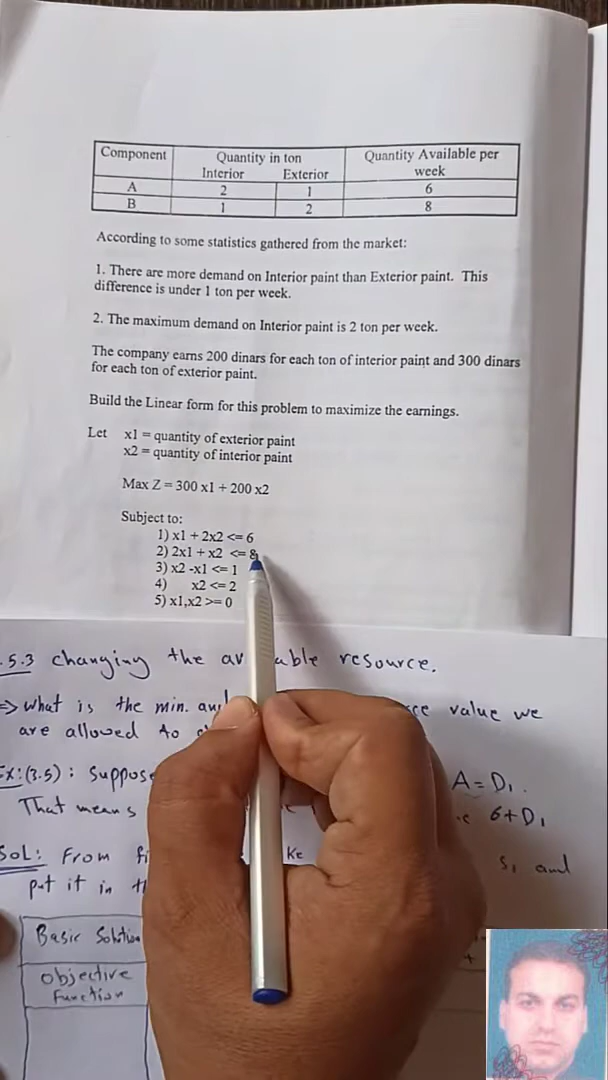 Component Quantity in ton Quantity Available per week
Interior Exterior
A 2 1 6
B 1 2 8
According to some statistics gathered from the market:
1. There are more demand on Interior paint than Exterior paint. This
difference is under 1 ton per week.
2. The maximum demand on Interior paint is 2 ton per week.
The company earns 200 dinars for each ton of interior paint and 300 dinars
for each ton of exterior paint.
Build the Linear form for this problem to maximize the earnings.
Let x1 = quantity of exterior paint
x2 = quantity of interior paint
Max Z = 300 x1 + 200 x2
Subject to:
1) x1 + 2x2 <= 6
2) 2x1 + x2 <= 8
3) x2 -x1 <= 1
4) x2 <= 2
5) x1,x2 >= 0
.5.3 changing the av able resource.
=> what is the min. value we
are allowed to
Ex:(3.5): Suppose A = D1.
That means 6+D1
SOL: From S1 and
put it in
Basic Solution
Objective
Function